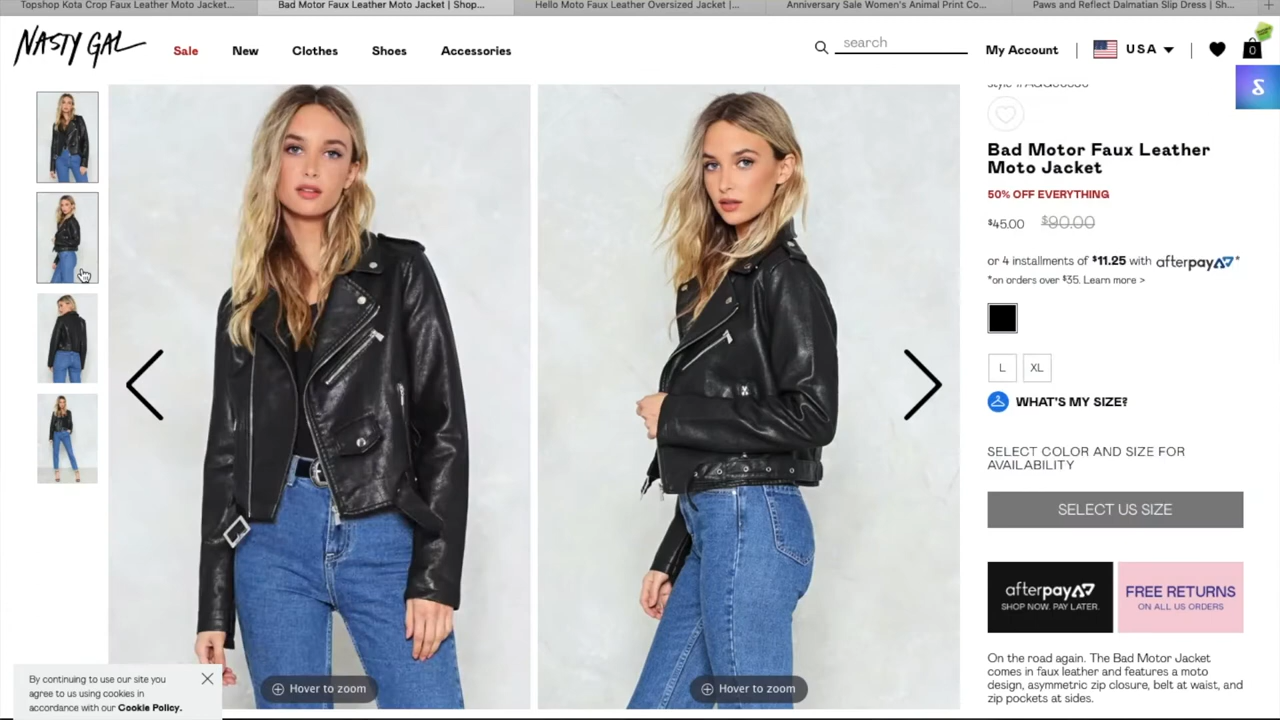 Topshop Kota Crop Faux Leather Moto Jacket...
Bad Motor Faux Leather Moto Jacket | Shop...
Hello Moto Faux Leather Oversized Jacket |...
Anniversary Sale Women's Animal Print Co...
Paws and Reflect Dalmatian Slip Dress | Sh...
NASTY GAL
Sale
New
Clothes
Shoes
Accessories
search
My Account
USA
0
Bad Motor Faux Leather
Moto Jacket
50% OFF EVERYTHING
$45.00 $90.00
or 4 installments of $11.25 with afterpay*
*on orders over $35. Learn more >
L
XL
WHAT'S MY SIZE?
SELECT COLOR AND SIZE FOR
AVAILABILITY
SELECT US SIZE
afterpay
SHOP NOW. PAY LATER.
FREE RETURNS
ON ALL US ORDERS
On the road again. The Bad Motor Jacket
comes in faux leather and features a moto
design, asymmetric zip closure, belt at waist, and
zip pockets at sides.
Hover to zoom
Hover to zoom
By continuing to use our site you
agree to us using cookies in
accordance with our Cookie Policy.